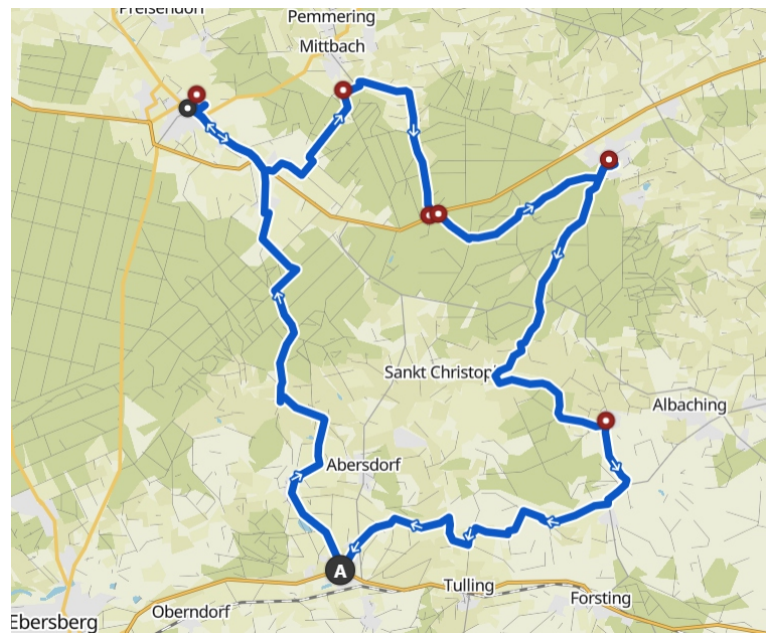 Pemmering
Mittbach
Sankt Christop
Albaching
Abersdorf
A
Tulling
Forsting
Oberndorf
Ebersberg